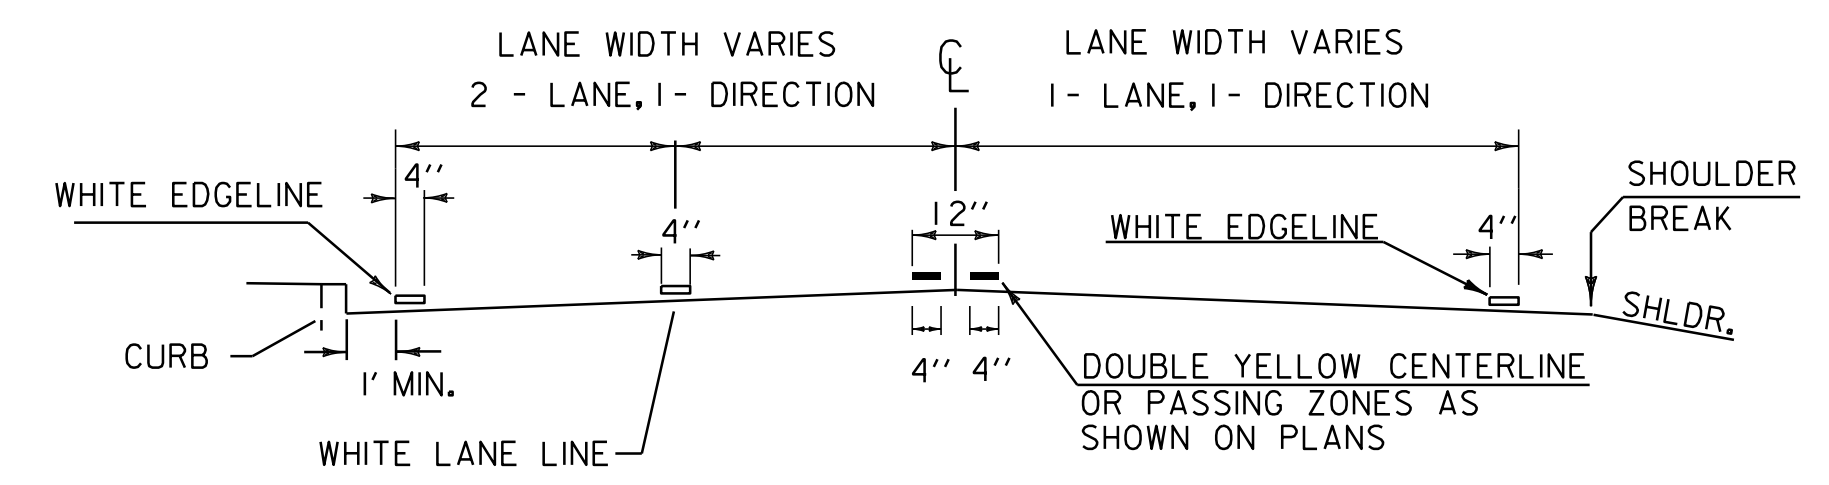 LANE WIDTH VARIES
2 - LANE, 1 - DIRECTION
℄
LANE WIDTH VARIES
1 - LANE, 1 - DIRECTION
4''
WHITE EDGELINE
4''
12''
WHITE EDGELINE
4''
SHOULDER
BREAK
SHLDR.
CURB
1' MIN.
WHITE LANE LINE
4'' 4''
DOUBLE YELLOW CENTERLINE
OR PASSING ZONES AS
SHOWN ON PLANS